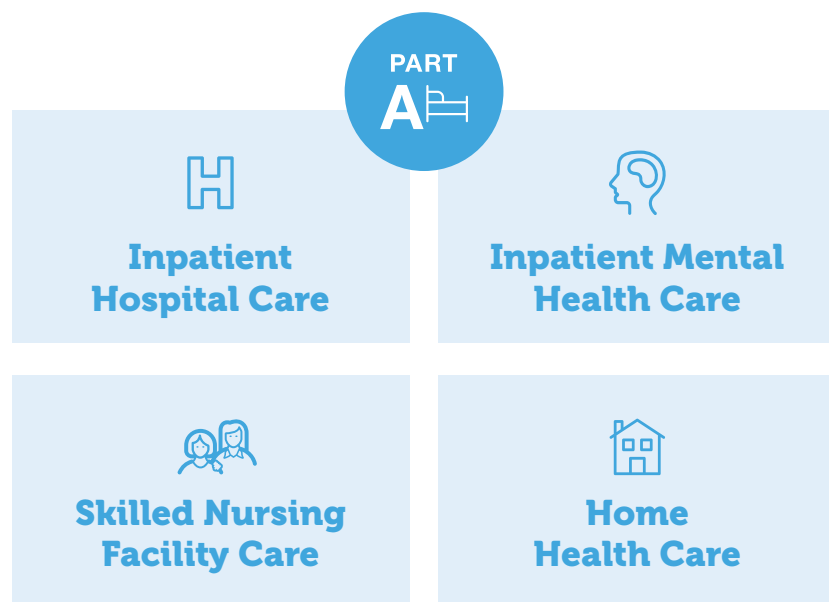 PART
A
Inpatient
Hospital Care
Inpatient Mental
Health Care
Skilled Nursing
Facility Care
Home
Health Care